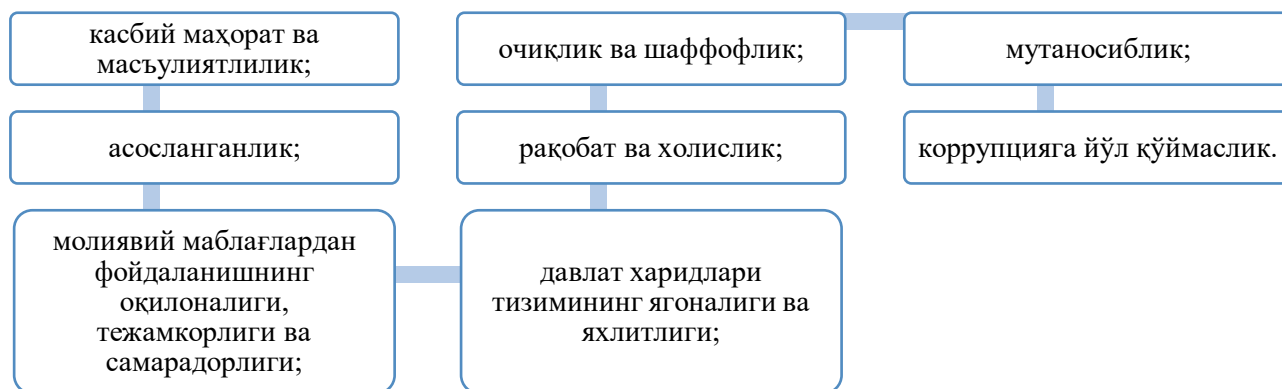 касбий маҳорат ва
масъулиятлилик;
асосланганлик;
молиявий маблағлардан
фойдаланишнинг
оқилоналиги,
тежамкорлиги ва
самарадорлиги;
давлат харидлари
тизимининг ягоналиги ва
яхлитлиги;
рақобат ва холислик;
очиқлик ва шаффофлик;
мутаносиблик;
коррупцияга йўл қўймаслик.